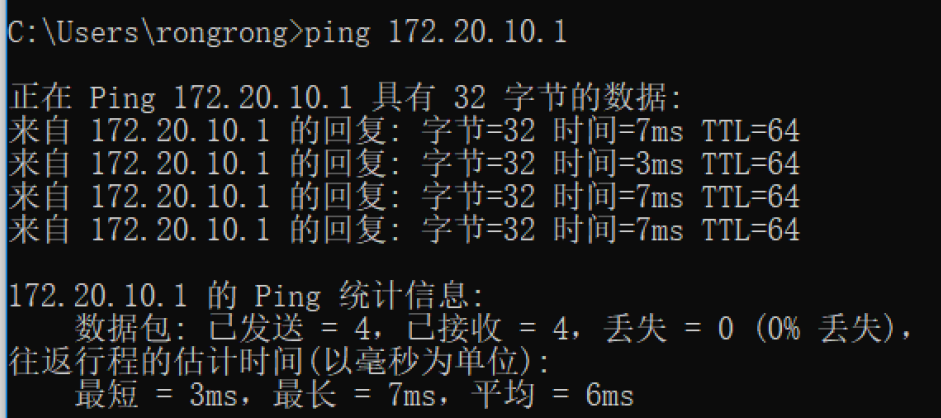 C:\Users\rongrong>ping 172.20.10.1
正在 Ping 172.20.10.1 具有 32 字节的数据:
来自 172.20.10.1 的回复: 字节=32 时间=7ms TTL=64
来自 172.20.10.1 的回复: 字节=32 时间=3ms TTL=64
来自 172.20.10.1 的回复: 字节=32 时间=7ms TTL=64
来自 172.20.10.1 的回复: 字节=32 时间=7ms TTL=64
172.20.10.1 的 Ping 统计信息:
数据包: 已发送 = 4，已接收 = 4，丢失 = 0 (0% 丢失)，
往返行程的估计时间(以毫秒为单位):
最短 = 3ms，最长 = 7ms，平均 = 6ms